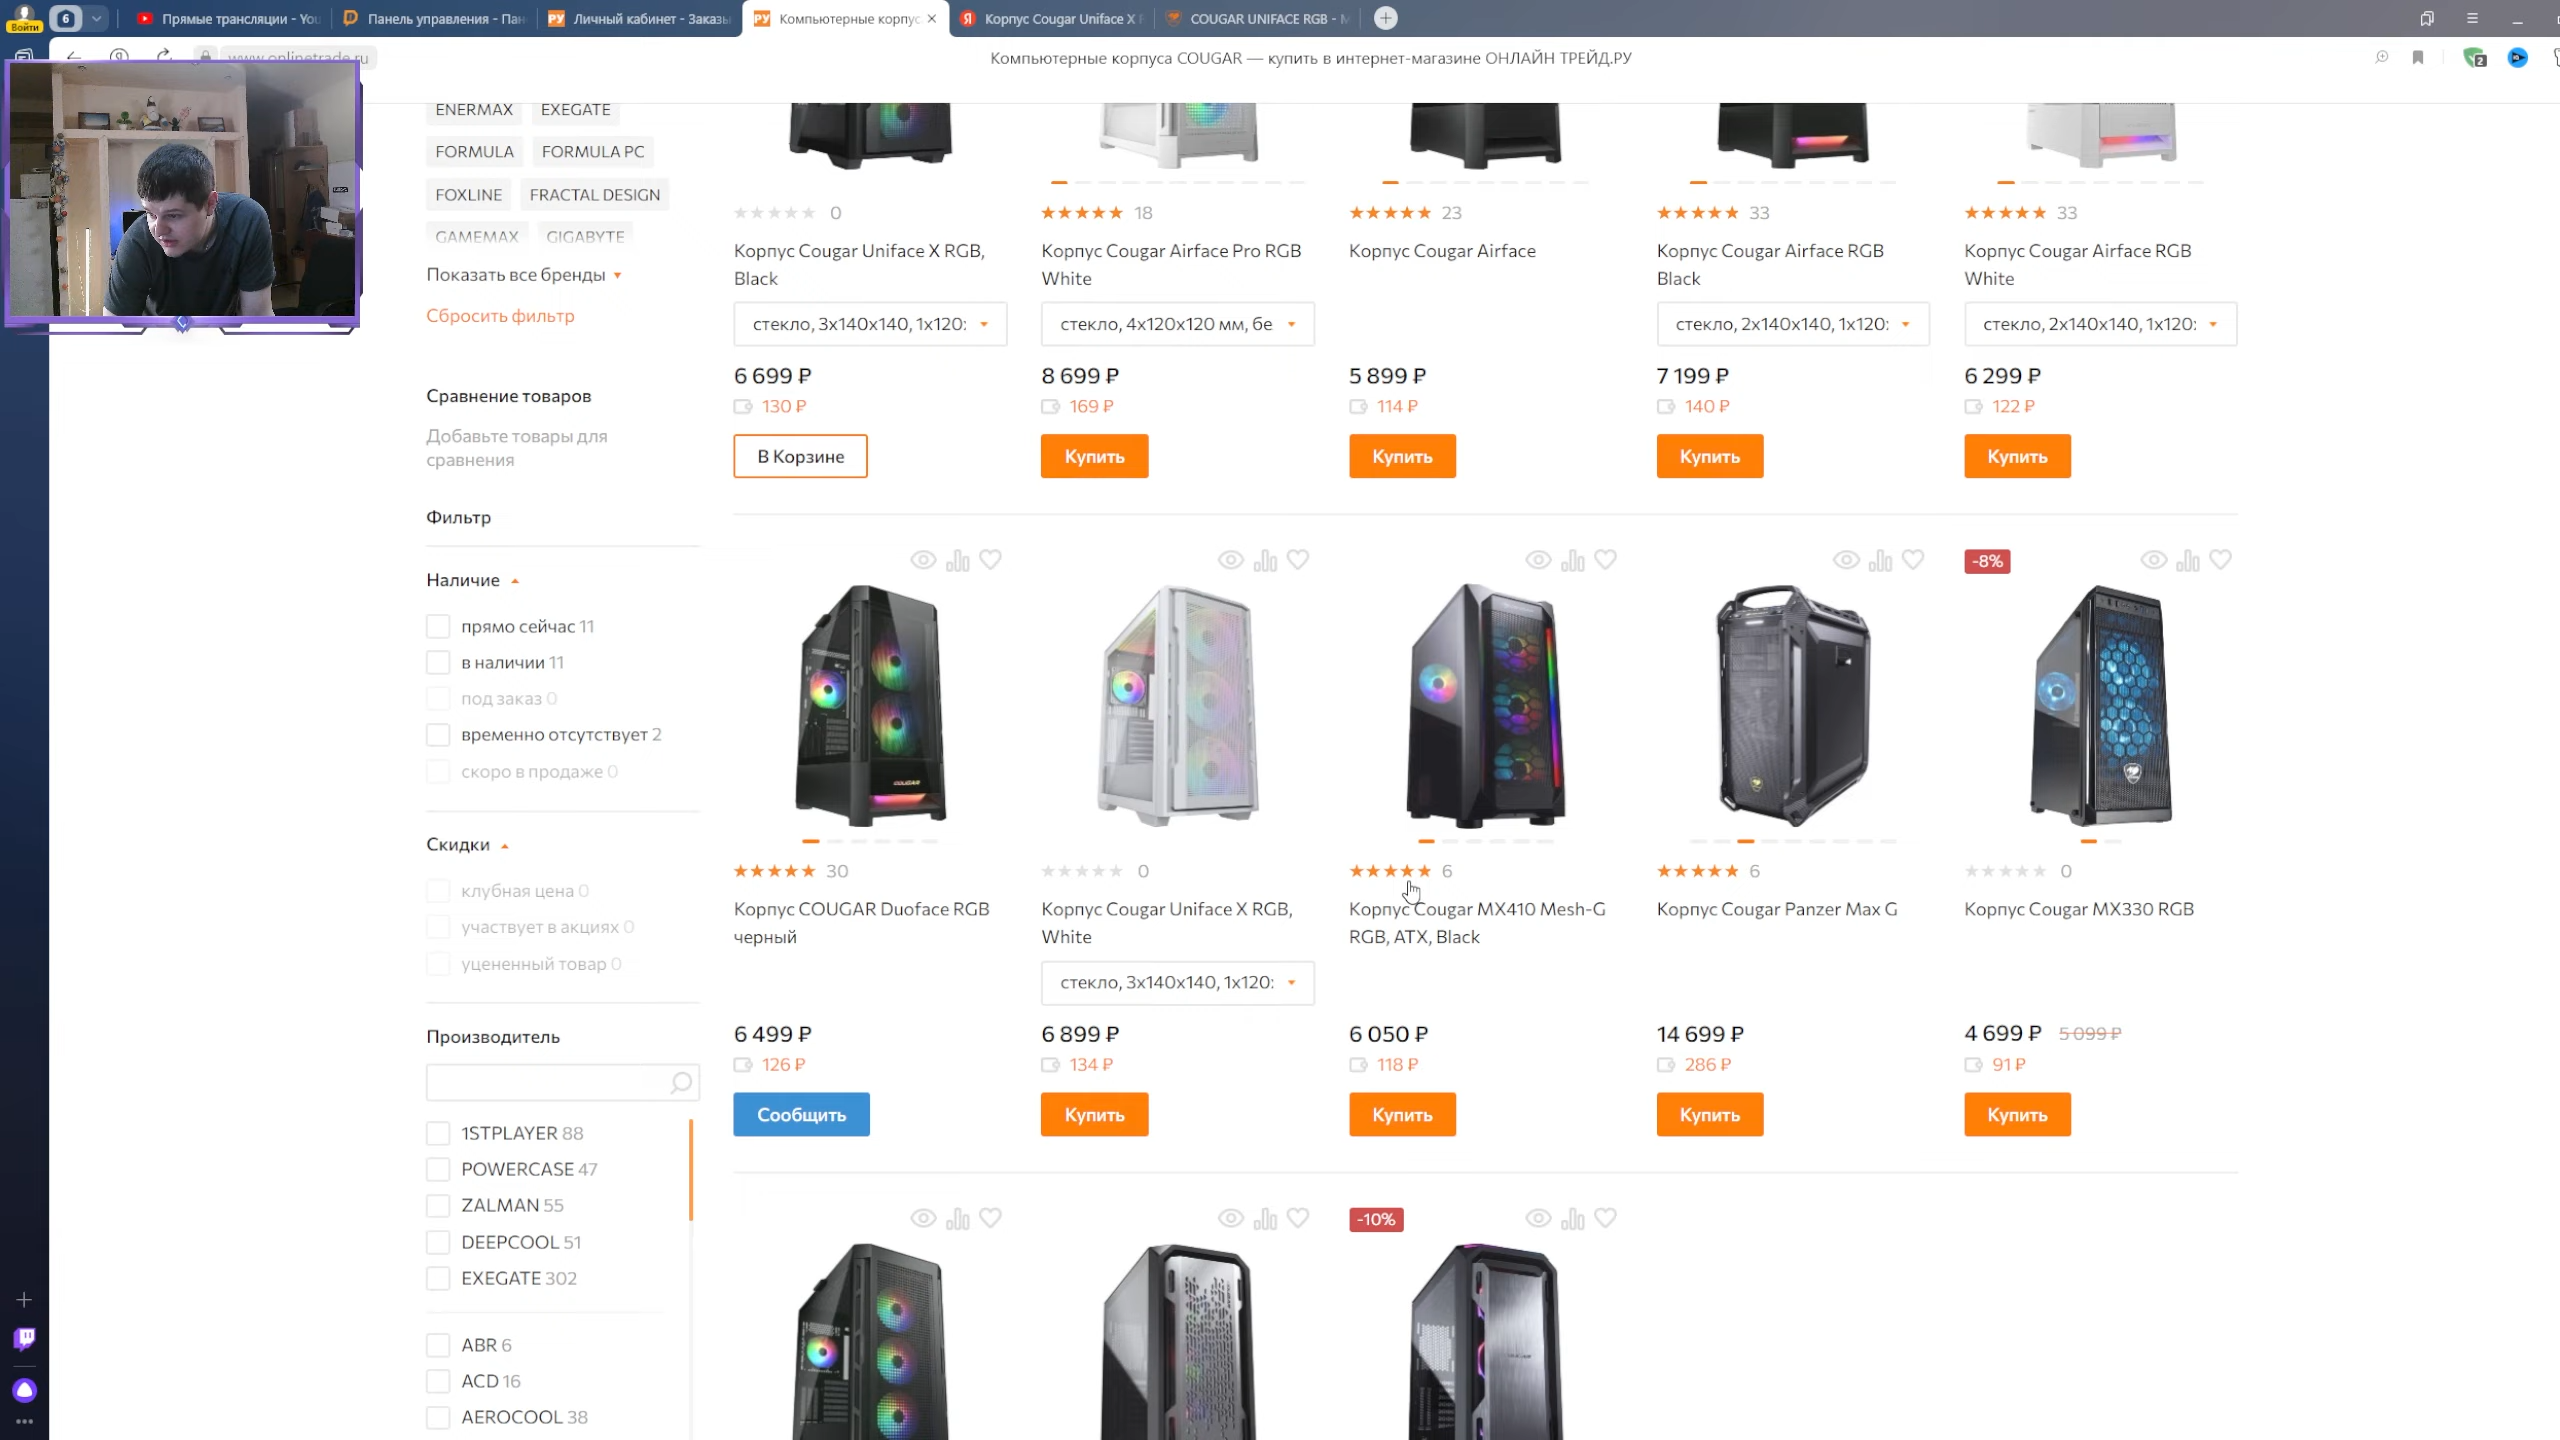 Войти
6
Прямые трансляции - You
Панель управления - Пан
Личный кабинет - Заказы
Компьютерные корпус
Корпус Cougar Uniface X R
COUGAR UNIFACE RGB - M
www.onlinetrade.ru
Компьютерные корпуса COUGAR — купить в интернет-магазине ОНЛАЙН ТРЕЙД.РУ
2
ENERMAX
EXEGATE
FORMULA
FORMULA PC
FOXLINE
FRACTAL DESIGN
GAMEMAX
GIGABYTE
Показать все бренды
Сбросить фильтр
Сравнение товаров
Добавьте товары для
сравнения
Фильтр
Наличие
прямо сейчас 11
в наличии 11
под заказ 0
временно отсутствует 2
скоро в продаже 0
Скидки
клубная цена 0
участвует в акциях 0
уцененный товар 0
Производитель
1STPLAYER 88
POWERCASE 47
ZALMAN 55
DEEPCOOL 51
EXEGATE 302
ABR 6
ACD 16
AEROCOOL 38
0
Корпус Cougar Uniface X RGB,
Black
стекло, 3x140x140, 1x120:
6 699 ₽
130 ₽
В Корзине
18
Корпус Cougar Airface Pro RGB
White
стекло, 4x120x120 мм, бе
8 699 ₽
169 ₽
Купить
23
Корпус Cougar Airface
5 899 ₽
114 ₽
Купить
33
Корпус Cougar Airface RGB
Black
стекло, 2x140x140, 1x120:
7 199 ₽
140 ₽
Купить
33
Корпус Cougar Airface RGB
White
стекло, 2x140x140, 1x120:
6 299 ₽
122 ₽
Купить
COUGAR
30
Корпус COUGAR Duoface RGB
черный
6 499 ₽
126 ₽
Сообщить
0
Корпус Cougar Uniface X RGB,
White
стекло, 3x140x140, 1x120:
6 899 ₽
134 ₽
Купить
6
Корпус Cougar MX410 Mesh-G
RGB, ATX, Black
6 050 ₽
118 ₽
Купить
6
Корпус Cougar Panzer Max G
14 699 ₽
286 ₽
Купить
-8%
0
Корпус Cougar MX330 RGB
4 699 ₽ 5 099 ₽
91 ₽
Купить
-10%